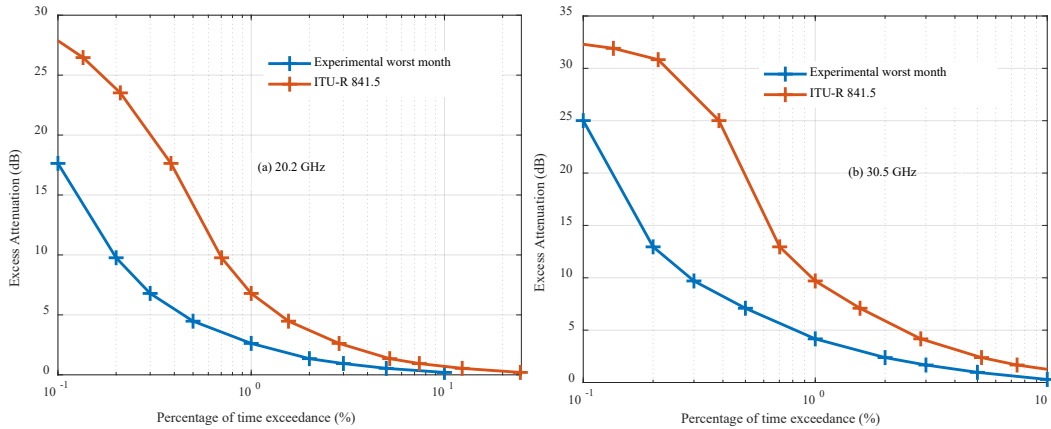 30
25
20
15
10
5
0
Excess Attenuation (dB)
Experimental worst month
ITU-R 841.5
(a) 20.2 GHz
10^-1
10^0
10^1
Percentage of time exceedance (%)
35
30
25
20
15
10
5
0
Excess Attenuation (dB)
Experimental worst month
ITU-R 841.5
(b) 30.5 GHz
10^-1
10^0
10
Percentage of time exceedance (%)